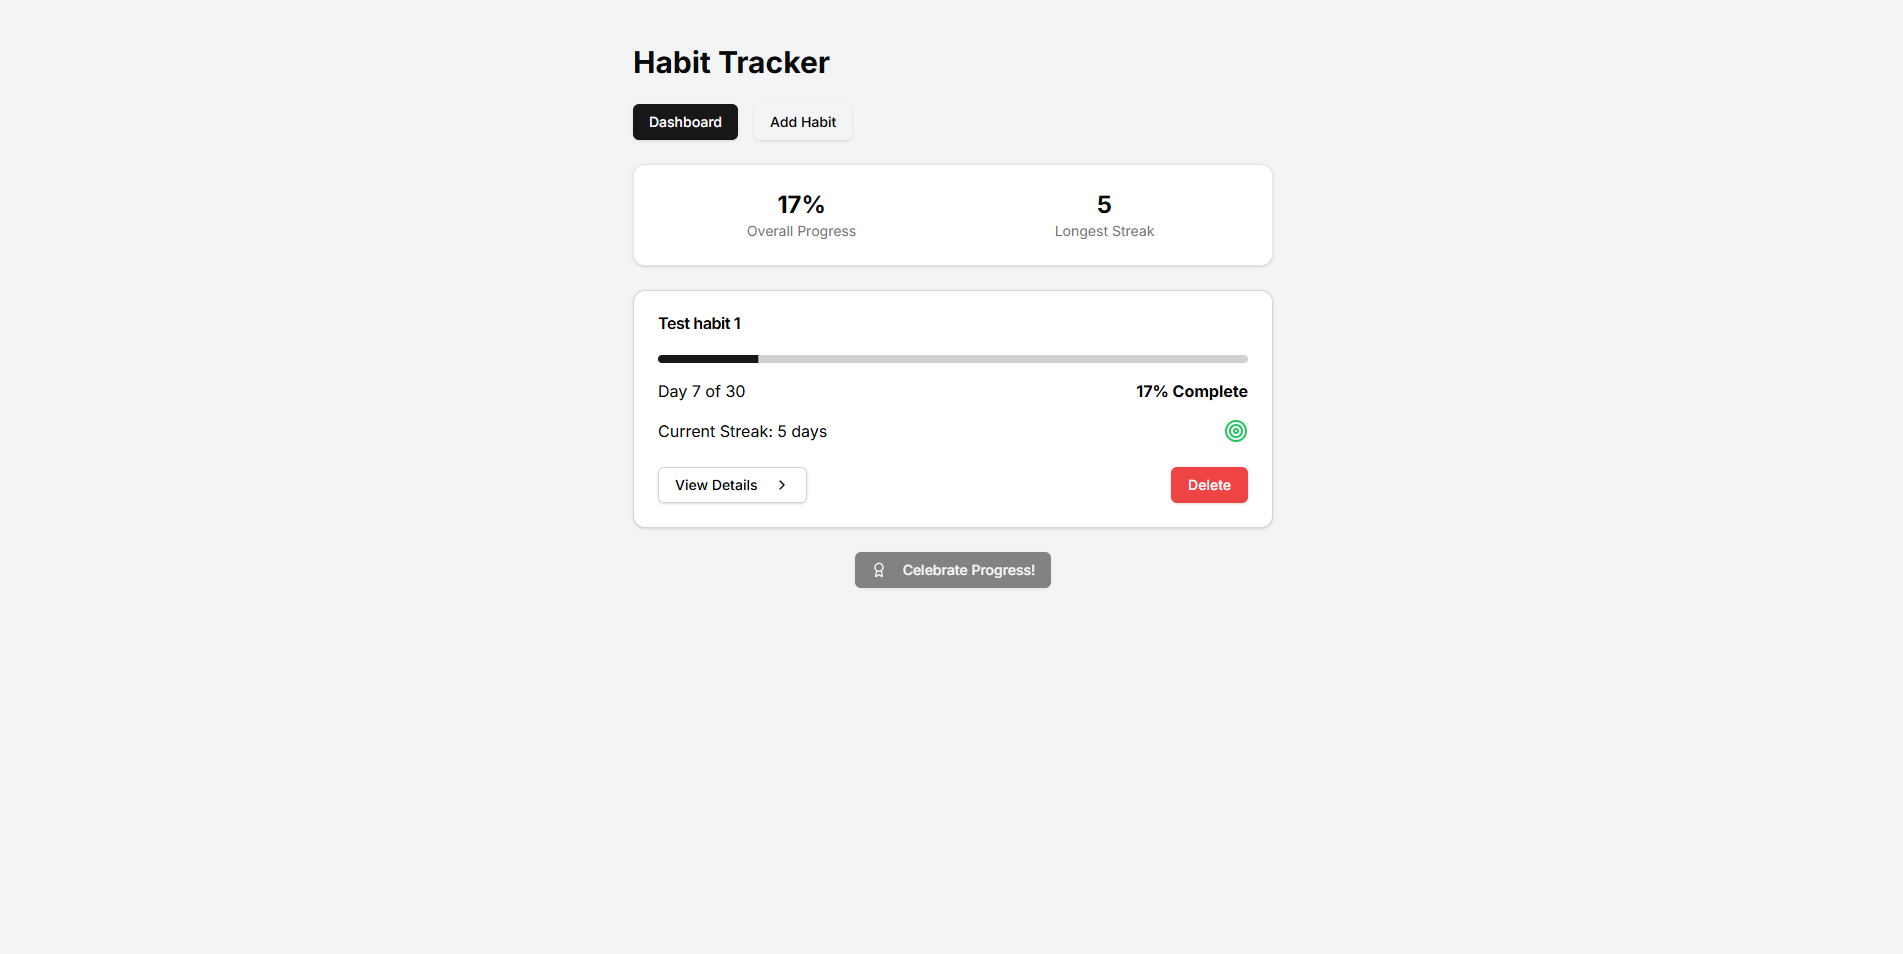 Habit Tracker
Dashboard
Add Habit
17%
Overall Progress
5
Longest Streak
Test habit 1
Day 7 of 30
17% Complete
Current Streak: 5 days
View Details
Delete
Celebrate Progress!